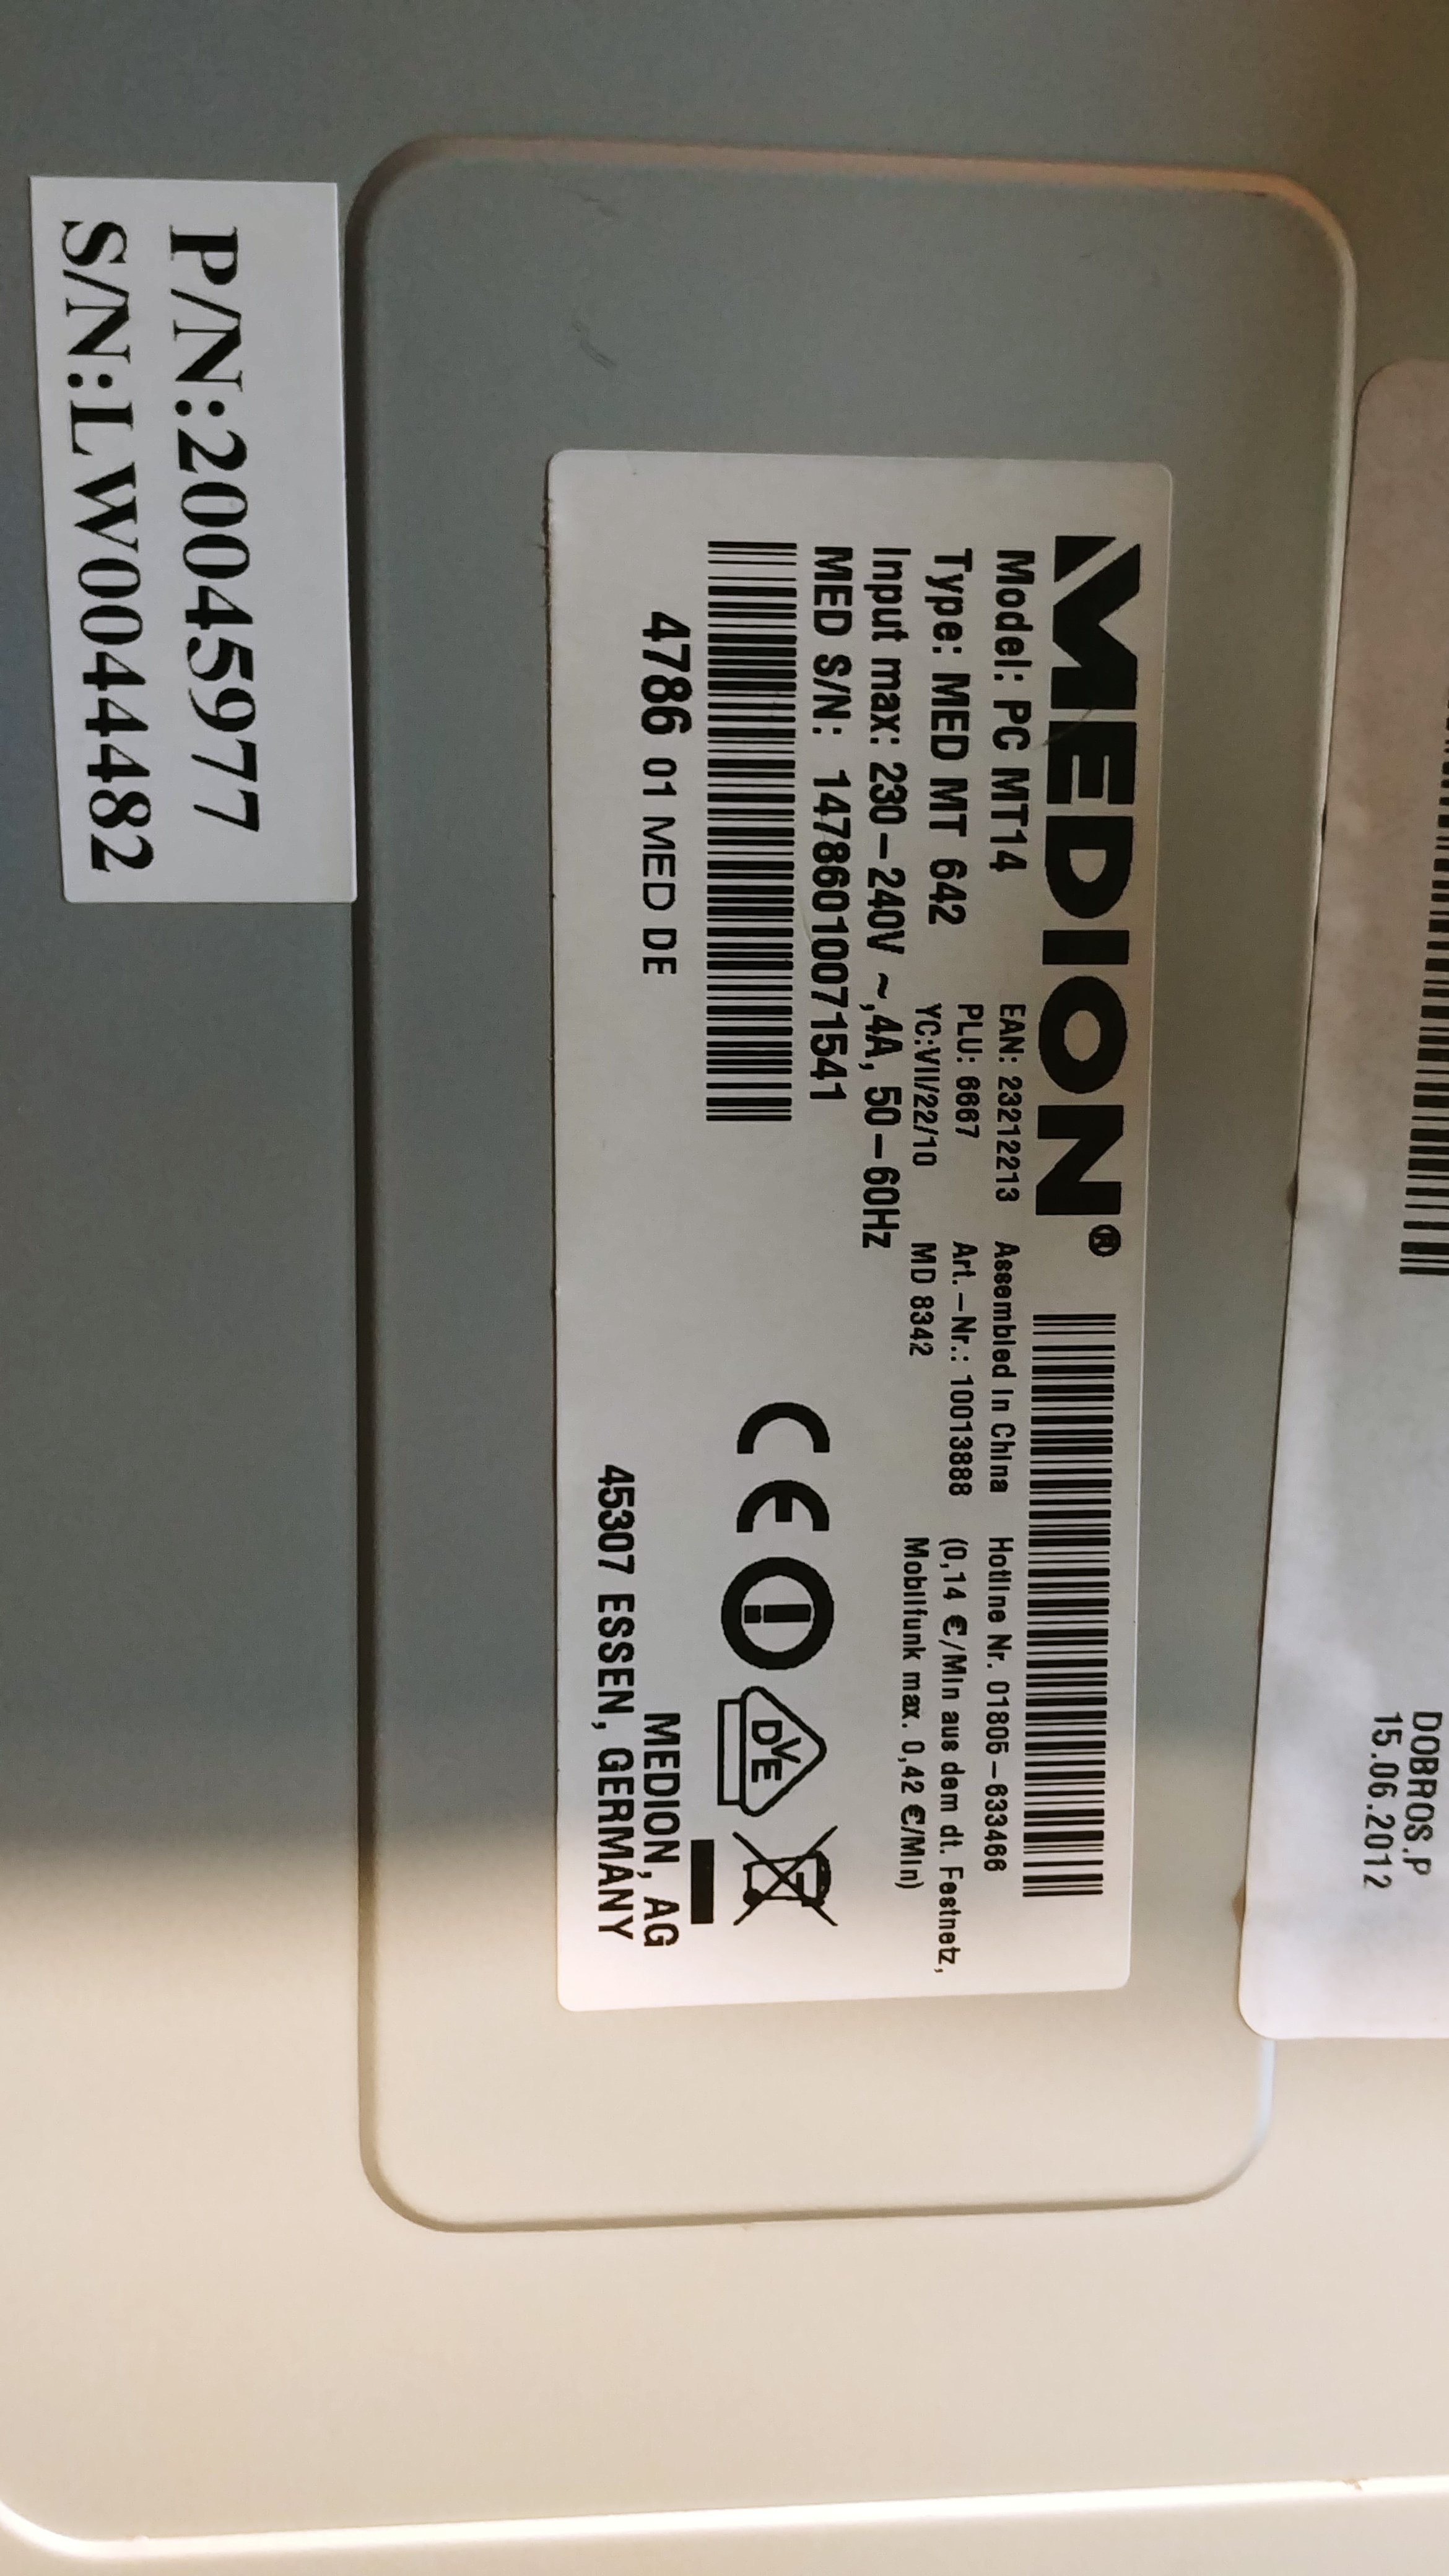 MEDION®
Model: PC MT14
Type: MED MT 642
Input max: 230-240V ~,4A, 50-60Hz
MED S/N: 14786010071541
4786 01 MED DE
EAN: 23212213
PLU: 6667
YC:VII/22/10
Assembled in China
Art.-Nr.: 10013888
MD 8342
Hotline Nr. 01805-633466
(0,14 €/Min aus dem dt. Festnetz,
Mobilfunk max. 0,42 €/Min)
CE
DVE
MEDION, AG
45307 ESSEN, GERMANY
P/N:20045977
S/N:LW0044482
DOBROS.P
15.06.2012